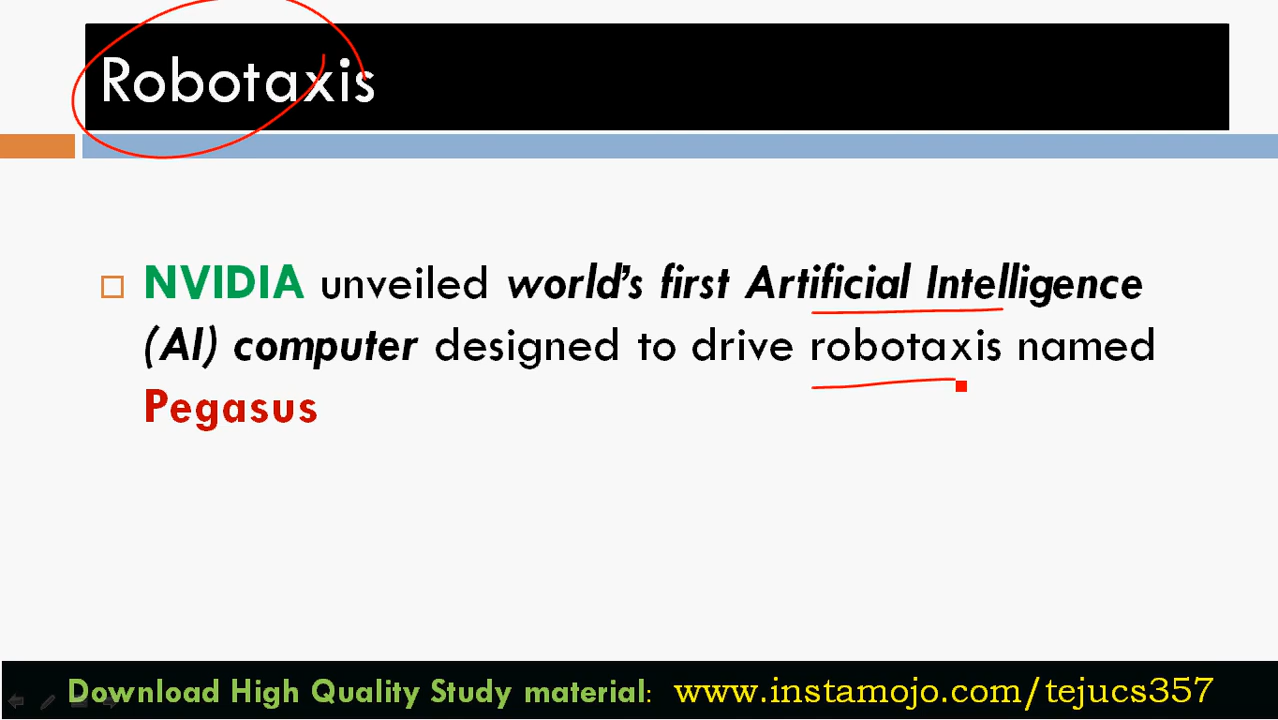 Robotaxis
NVIDIA unveiled world’s first Artificial Intelligence
(AI) computer designed to drive robotaxis named
Pegasus
Download High Quality Study material: www.instamojo.com/tejucs357